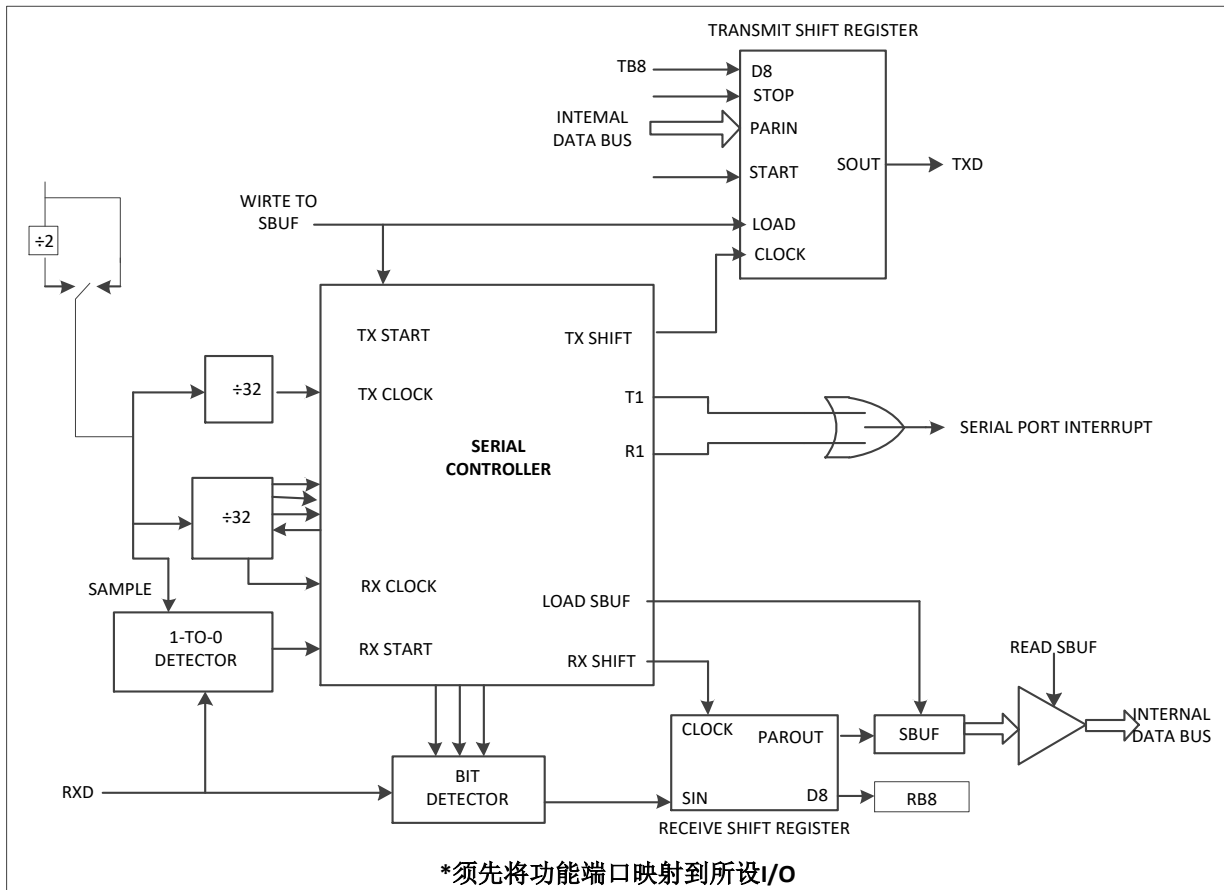 TRANSMIT SHIFT REGISTER
TB8
D8
STOP
INTEMAL
DATA BUS
PARIN
START
SOUT
TXD
WIRTE TO
SBUF
LOAD
CLOCK
÷2
TX START
TX SHIFT
÷32
TX CLOCK
T1
SERIAL PORT INTERRUPT
R1
SERIAL
CONTROLLER
÷32
RX CLOCK
SAMPLE
LOAD SBUF
1-TO-0
DETECTOR
RX START
RX SHIFT
READ SBUF
CLOCK
PAROUT
SBUF
INTERNAL
DATA BUS
RXD
BIT
DETECTOR
SIN
D8
RB8
RECEIVE SHIFT REGISTER
*须先将功能端口映射到所设I/O